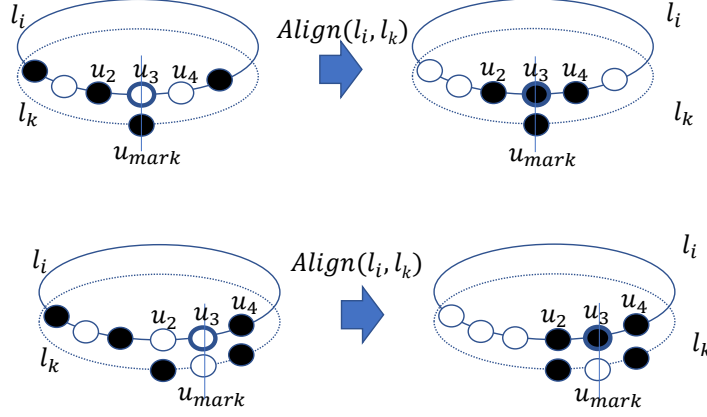 l_i Align(l_i, l_k) l_i
u_2 u_3 u_4 u_2 u_3 u_4
l_k l_k
u_mark u_mark
l_i Align(l_i, l_k) l_i
u_2 u_3 u_4 u_2 u_3 u_4
l_k l_k
u_mark u_mark